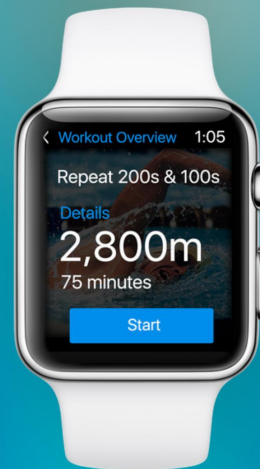 Workout Overview 1:05
Repeat 200s & 100s
Details
2,800m
75 minutes
Start